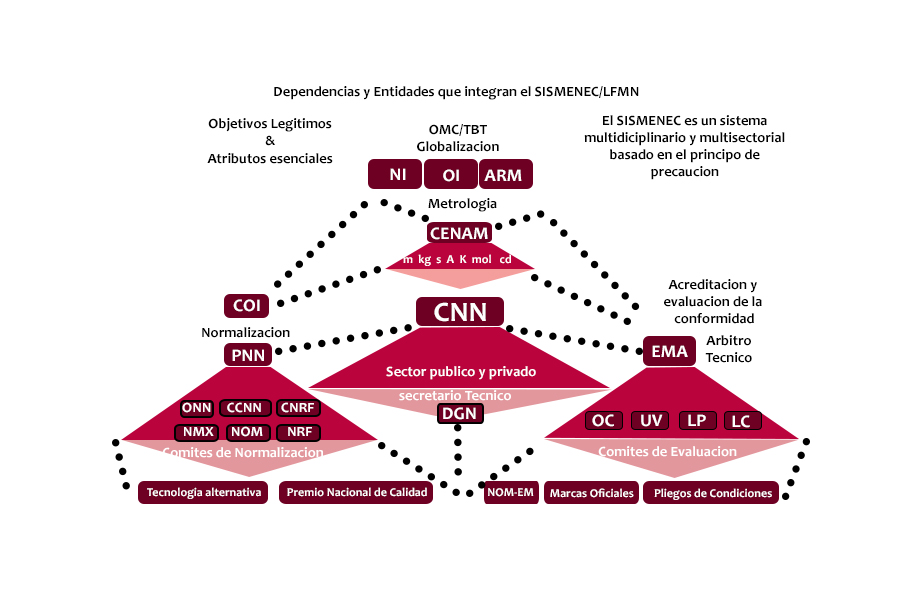 Dependencias y Entidades que integran el SISMENEC/LFMN
Objetivos Legitimos
&
Atributos esenciales
OMC/TBT
Globalizacion
El SISMENEC es un sistema
multidiciplinario y multisectorial
basado en el principo de
precaucion
NI OI ARM
Metrologia
CENAM
m kg s A K mol cd
COI
CNN
Acreditacion y
evaluacion de la
conformidad
Normalizacion
PNN
EMA
Arbitro
Tecnico
Sector publico y privado
secretario Tecnico
DGN
ONN CCNN CNRF
NMX NOM NRF
Comites de Normalizacion
OC UV LP LC
Comites de Evaluacion
Tecnologia alternativa
Premio Nacional de Calidad
NOM-EM
Marcas Oficiales
Pliegos de Condiciones